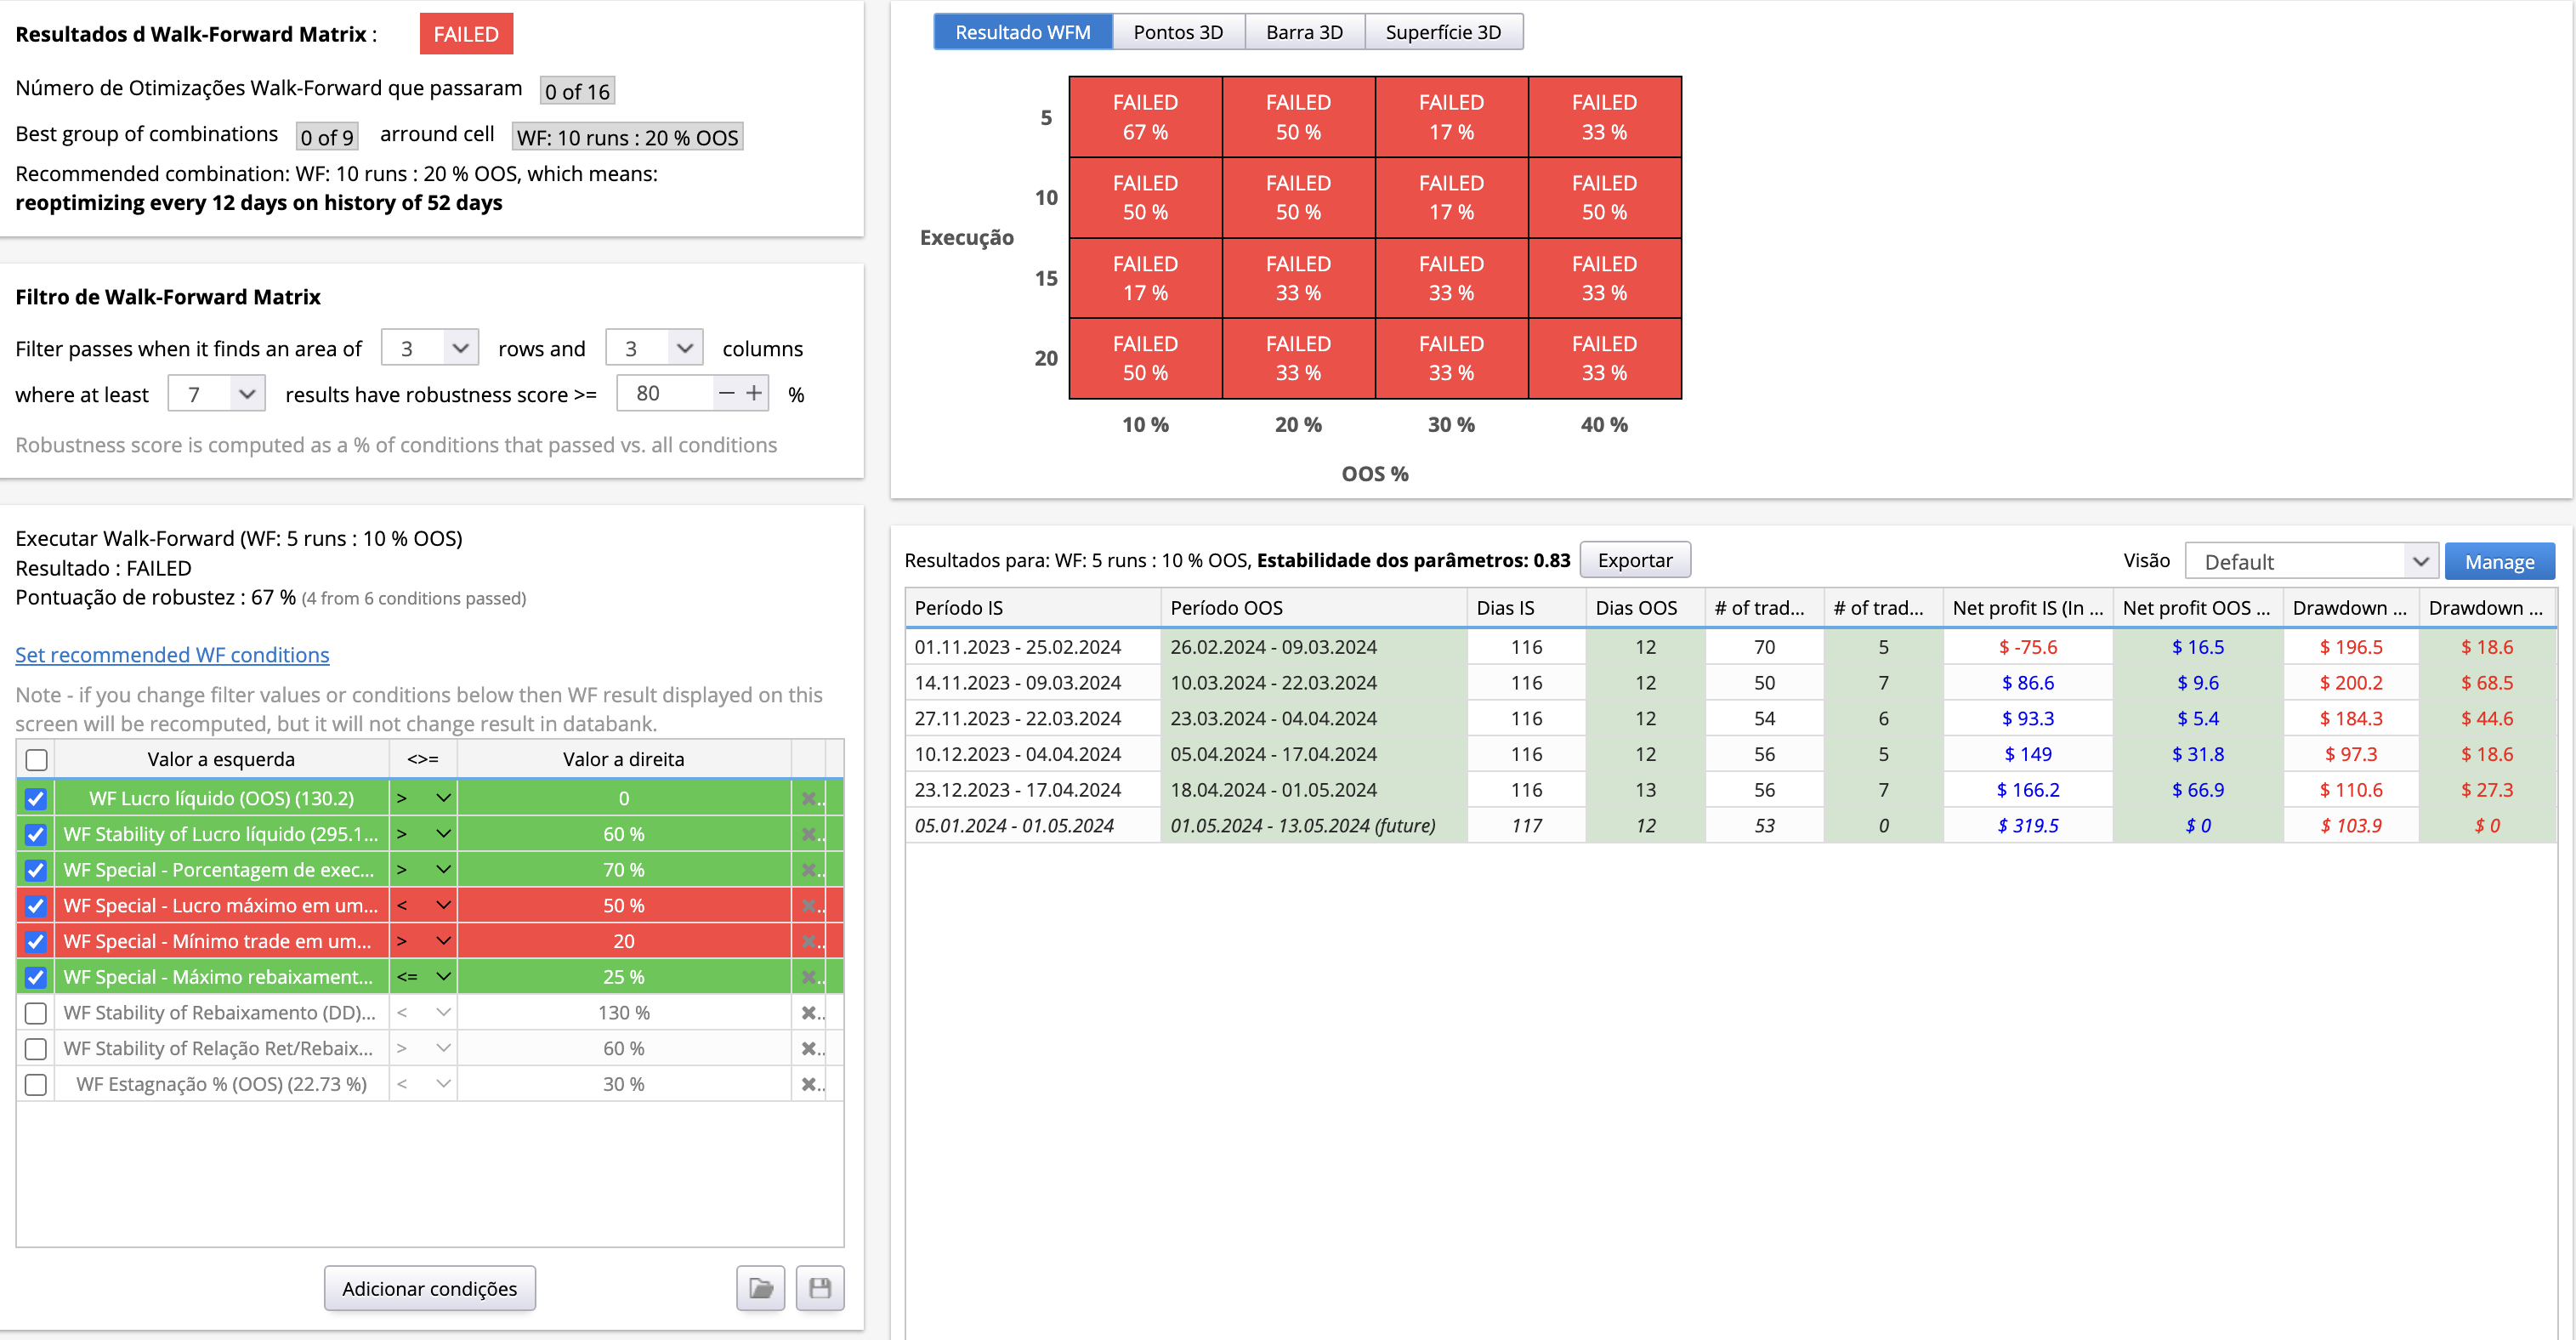 Resultados d Walk-Forward Matrix : FAILED
Número de Otimizações Walk-Forward que passaram 0 of 16
Best group of combinations 0 of 9 arround cell WF: 10 runs : 20 % OOS
Recommended combination: WF: 10 runs : 20 % OOS, which means:
reoptimizing every 12 days on history of 52 days
Filtro de Walk-Forward Matrix
Filter passes when it finds an area of 3 rows and 3 columns
where at least 7 results have robustness score >= 80 − + %
Robustness score is computed as a % of conditions that passed vs. all conditions
Executar Walk-Forward (WF: 5 runs : 10 % OOS)
Resultado : FAILED
Pontuação de robustez : 67 % (4 from 6 conditions passed)
Set recommended WF conditions
Note - if you change filter values or conditions below then WF result displayed on this
screen will be recomputed, but it will not change result in databank.
Valor a esquerda <>= Valor a direita
WF Lucro líquido (OOS) (130.2) > 0
WF Stability of Lucro líquido (295.1... > 60 %
WF Special - Porcentagem de exec... > 70 %
WF Special - Lucro máximo em um... < 50 %
WF Special - Mínimo trade em um... > 20
WF Special - Máximo rebaixament... <= 25 %
WF Stability of Rebaixamento (DD)... < 130 %
WF Stability of Relação Ret/Rebaix... > 60 %
WF Estagnação % (OOS) (22.73 %) < 30 %
Adicionar condições
Resultado WFM Pontos 3D Barra 3D Superfície 3D
Execução
5 FAILED 67 % FAILED 50 % FAILED 17 % FAILED 33 %
10 FAILED 50 % FAILED 50 % FAILED 17 % FAILED 50 %
15 FAILED 17 % FAILED 33 % FAILED 33 % FAILED 33 %
20 FAILED 50 % FAILED 33 % FAILED 33 % FAILED 33 %
10 % 20 % 30 % 40 %
OOS %
Resultados para: WF: 5 runs : 10 % OOS, Estabilidade dos parâmetros: 0.83 Exportar Visão Default Manage
Período IS Período OOS Dias IS Dias OOS # of trad... # of trad... Net profit IS (In ... Net profit OOS ... Drawdown ... Drawdown ...
01.11.2023 - 25.02.2024 26.02.2024 - 09.03.2024 116 12 70 5 $ -75.6 $ 16.5 $ 196.5 $ 18.6
14.11.2023 - 09.03.2024 10.03.2024 - 22.03.2024 116 12 50 7 $ 86.6 $ 9.6 $ 200.2 $ 68.5
27.11.2023 - 22.03.2024 23.03.2024 - 04.04.2024 116 12 54 6 $ 93.3 $ 5.4 $ 184.3 $ 44.6
10.12.2023 - 04.04.2024 05.04.2024 - 17.04.2024 116 12 56 5 $ 149 $ 31.8 $ 97.3 $ 18.6
23.12.2023 - 17.04.2024 18.04.2024 - 01.05.2024 116 13 56 7 $ 166.2 $ 66.9 $ 110.6 $ 27.3
05.01.2024 - 01.05.2024 01.05.2024 - 13.05.2024 (future) 117 12 53 0 $ 319.5 $ 0 $ 103.9 $ 0